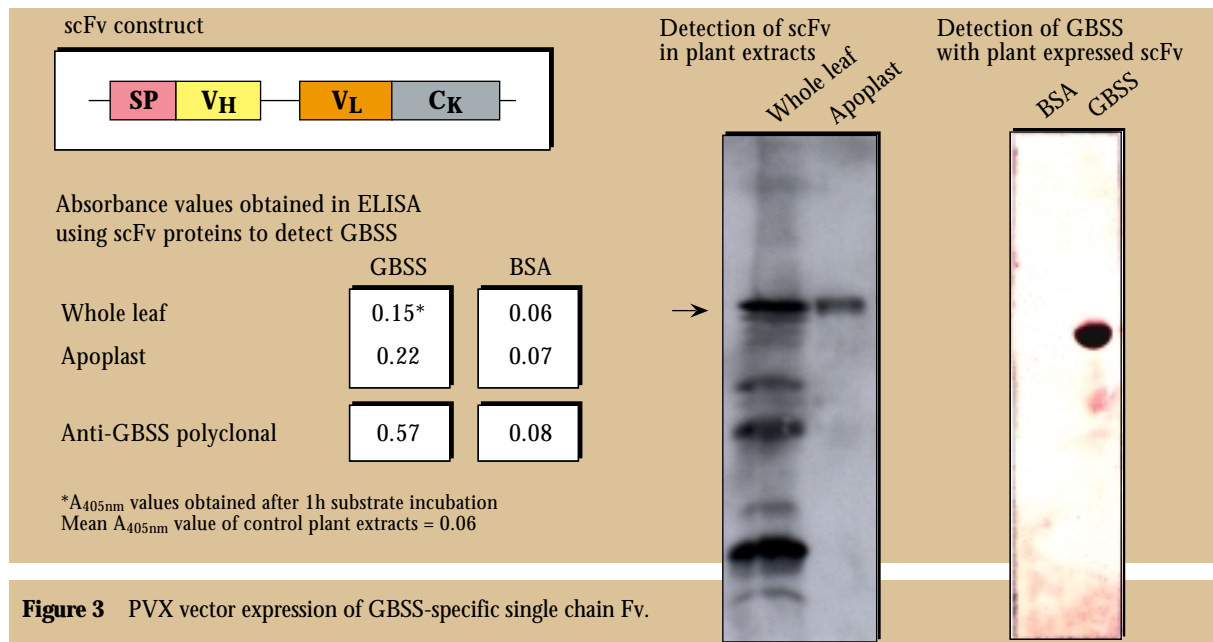 scFv construct
SP V_H V_L C_K
Absorbance values obtained in ELISA
using scFv proteins to detect GBSS
GBSS BSA
Whole leaf 0.15* 0.06
Apoplast 0.22 0.07
Anti-GBSS polyclonal 0.57 0.08
*A405nm values obtained after 1h substrate incubation
Mean A405nm value of control plant extracts = 0.06
Detection of scFv
in plant extracts
Whole leaf
Apoplast
Detection of GBSS
with plant expressed scFv
BSA
GBSS
Figure 3 PVX vector expression of GBSS-specific single chain Fv.